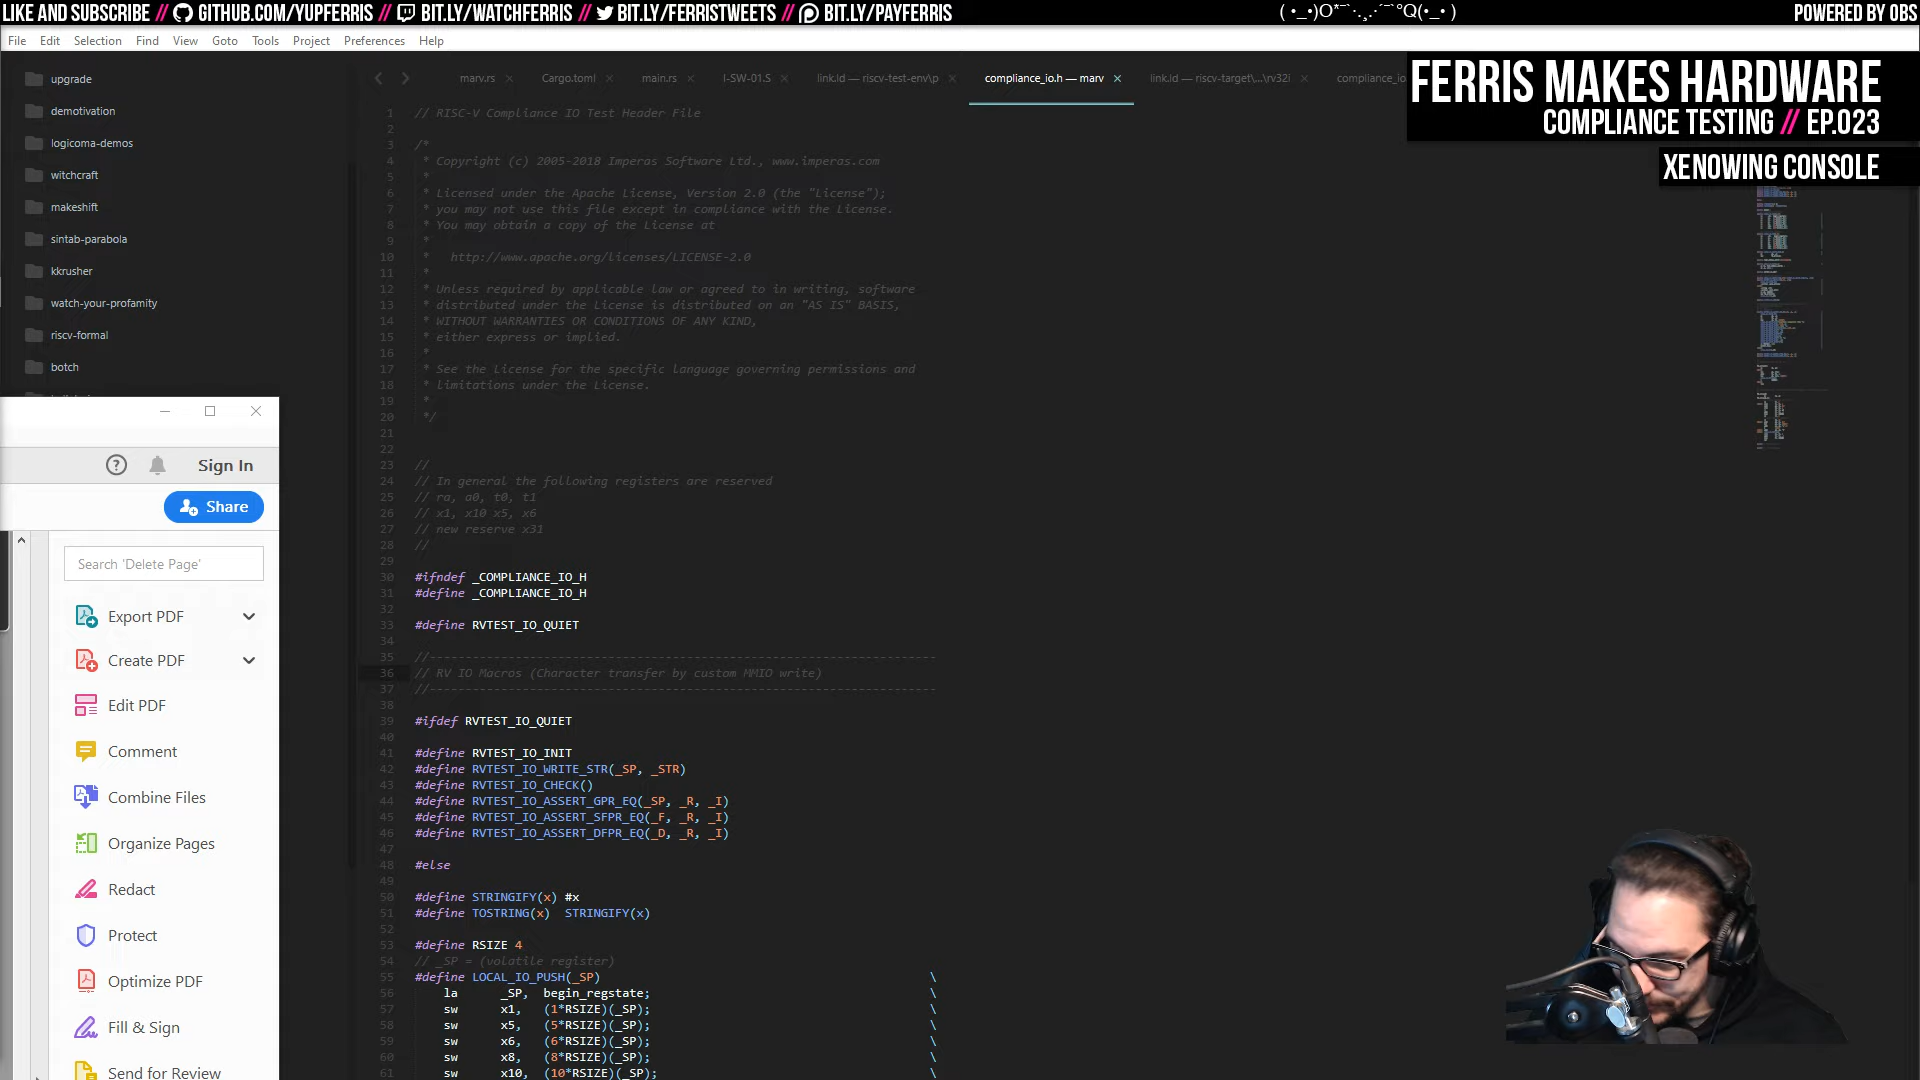 LIKE AND SUBSCRIBE // GITHUB.COM/YUPFERRIS // BIT.LY/WATCHFERRIS // BIT.LY/FERRISTWEETS // BIT.LY/PAYFERRIS
POWERED BY OBS
File Edit Selection Find View Goto Tools Project Preferences Help
FERRIS MAKES HARDWARE
COMPLIANCE TESTING // EP.023
XENOWING CONSOLE
upgrade
demotivation
logicoma-demos
witchcraft
makeshift
sintab-parabola
kkrusher
watch-your-profamity
riscv-formal
botch
marv.rs
Cargo.toml
main.rs
I-SW-01.S
link.ld — riscv-test-env\p
compliance_io.h — marv
link.ld — riscv-target\...\rv32i
compliance_io
Sign In
Share
Search 'Delete Page'
Export PDF
Create PDF
Edit PDF
Comment
Combine Files
Organize Pages
Redact
Protect
Optimize PDF
Fill & Sign
Send for Review
1 // RISC-V Compliance IO Test Header File
2
3 /*
4 * Copyright (c) 2005-2018 Imperas Software Ltd., www.imperas.com
5 *
6 * Licensed under the Apache License, Version 2.0 (the "License");
7 * you may not use this file except in compliance with the License.
8 * You may obtain a copy of the License at
9 *
10 *   http://www.apache.org/licenses/LICENSE-2.0
11 *
12 * Unless required by applicable law or agreed to in writing, software
13 * distributed under the License is distributed on an "AS IS" BASIS,
14 * WITHOUT WARRANTIES OR CONDITIONS OF ANY KIND,
15 * either express or implied.
16 *
17 * See the License for the specific language governing permissions and
18 * limitations under the License.
19 *
20 */
21
22
23 //
24 // In general the following registers are reserved
25 // ra, a0, t0, t1
26 // x1, x10 x5, x6
27 // new reserve x31
28 //
29
30 #ifndef _COMPLIANCE_IO_H
31 #define _COMPLIANCE_IO_H
32
33 #define RVTEST_IO_QUIET
34
35 //-----------------------------------------------------------------------
36 // RV IO Macros (Character transfer by custom MMIO write)
37 //-----------------------------------------------------------------------
38
39 #ifdef RVTEST_IO_QUIET
40
41 #define RVTEST_IO_INIT
42 #define RVTEST_IO_WRITE_STR(_SP, _STR)
43 #define RVTEST_IO_CHECK()
44 #define RVTEST_IO_ASSERT_GPR_EQ(_SP, _R, _I)
45 #define RVTEST_IO_ASSERT_SFPR_EQ(_F, _R, _I)
46 #define RVTEST_IO_ASSERT_DFPR_EQ(_D, _R, _I)
47
48 #else
49
50 #define STRINGIFY(x) #x
51 #define TOSTRING(x)  STRINGIFY(x)
52
53 #define RSIZE 4
54 // _SP = (volatile register)
55 #define LOCAL_IO_PUSH(_SP) \
56 la _SP, begin_regstate; \
57 sw x1, (1*RSIZE)(_SP); \
58 sw x5, (5*RSIZE)(_SP); \
59 sw x6, (6*RSIZE)(_SP); \
60 sw x8, (8*RSIZE)(_SP); \
61 sw x10, (10*RSIZE)(_SP); \